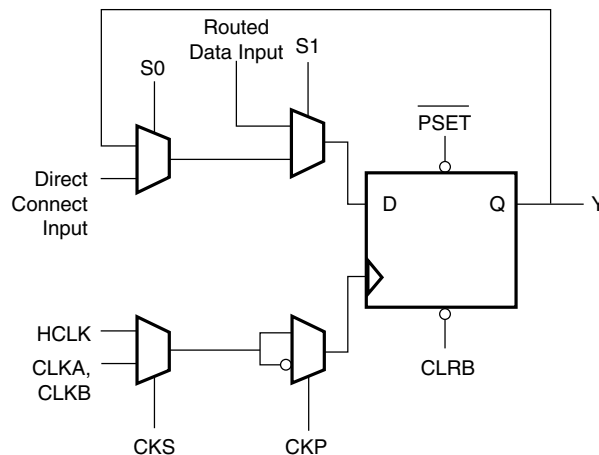 Routed
Data Input
S1
S0
PSET
Direct
Connect
Input
D
Q
Y
HCLK
CLKA,
CLKB
CLRB
CKS
CKP